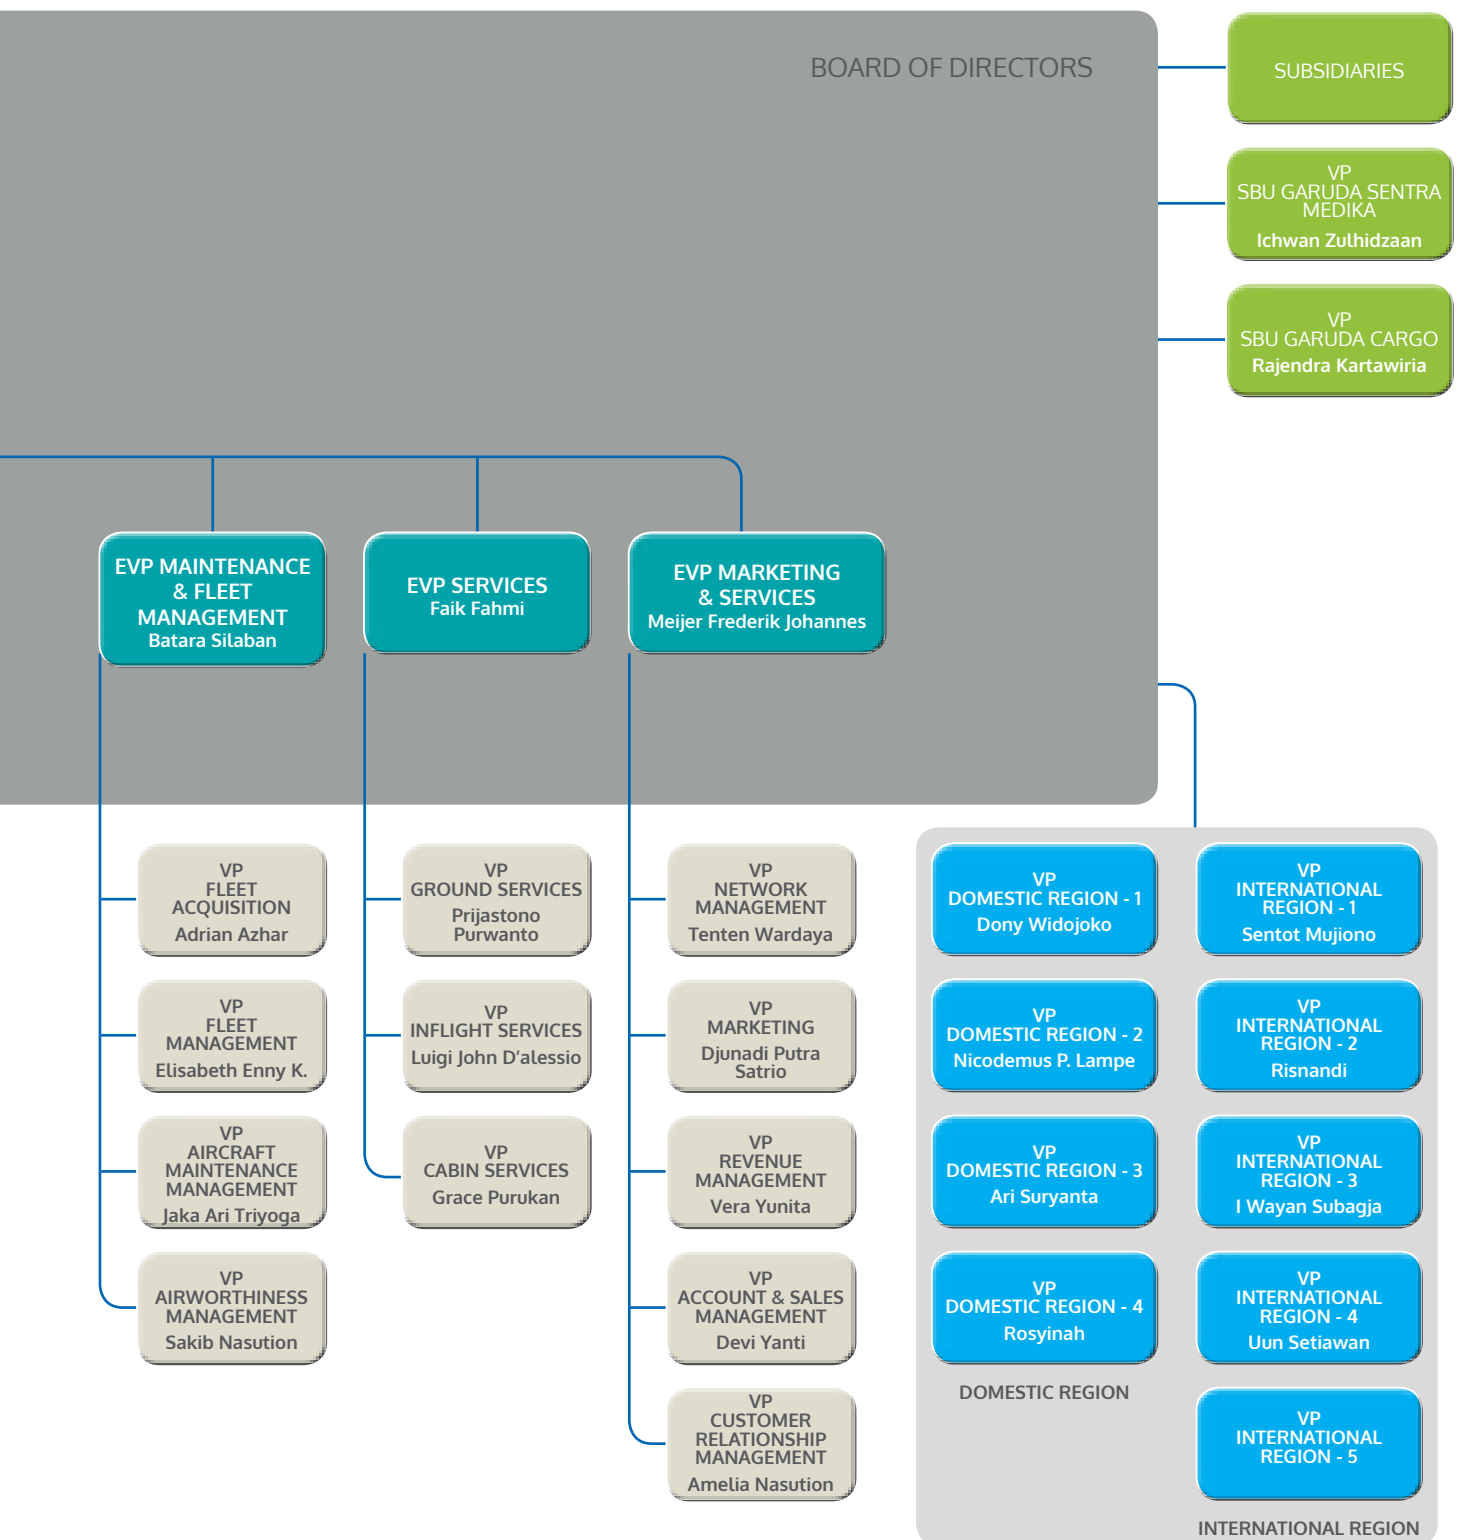 BOARD OF DIRECTORS
SUBSIDIARIES
VP
SBU GARUDA SENTRA
MEDIKA
Ichwan Zulhidzaan
VP
SBU GARUDA CARGO
Rajendra Kartawiria
EVP MAINTENANCE
& FLEET
MANAGEMENT
Batara Silaban
EVP SERVICES
Faik Fahmi
EVP MARKETING
& SERVICES
Meijer Frederik Johannes
VP
FLEET
ACQUISITION
Adrian Azhar
VP
FLEET
MANAGEMENT
Elisabeth Enny K.
VP
AIRCRAFT
MAINTENANCE
MANAGEMENT
Jaka Ari Triyoga
VP
AIRWORTHINESS
MANAGEMENT
Sakib Nasution
VP
GROUND SERVICES
Prijastono
Purwanto
VP
INFLIGHT SERVICES
Luigi John D’alessio
VP
CABIN SERVICES
Grace Purukan
VP
NETWORK
MANAGEMENT
Tenten Wardaya
VP
MARKETING
Djunadi Putra
Satrio
VP
REVENUE
MANAGEMENT
Vera Yunita
VP
ACCOUNT & SALES
MANAGEMENT
Devi Yanti
VP
CUSTOMER
RELATIONSHIP
MANAGEMENT
Amelia Nasution
VP
DOMESTIC REGION - 1
Dony Widojoko
VP
DOMESTIC REGION - 2
Nicodemus P. Lampe
VP
DOMESTIC REGION - 3
Ari Suryanta
VP
DOMESTIC REGION - 4
Rosyinah
DOMESTIC REGION
VP
INTERNATIONAL
REGION - 1
Sentot Mujiono
VP
INTERNATIONAL
REGION - 2
Risnandi
VP
INTERNATIONAL
REGION - 3
I Wayan Subagja
VP
INTERNATIONAL
REGION - 4
Uun Setiawan
VP
INTERNATIONAL
REGION - 5
INTERNATIONAL REGION